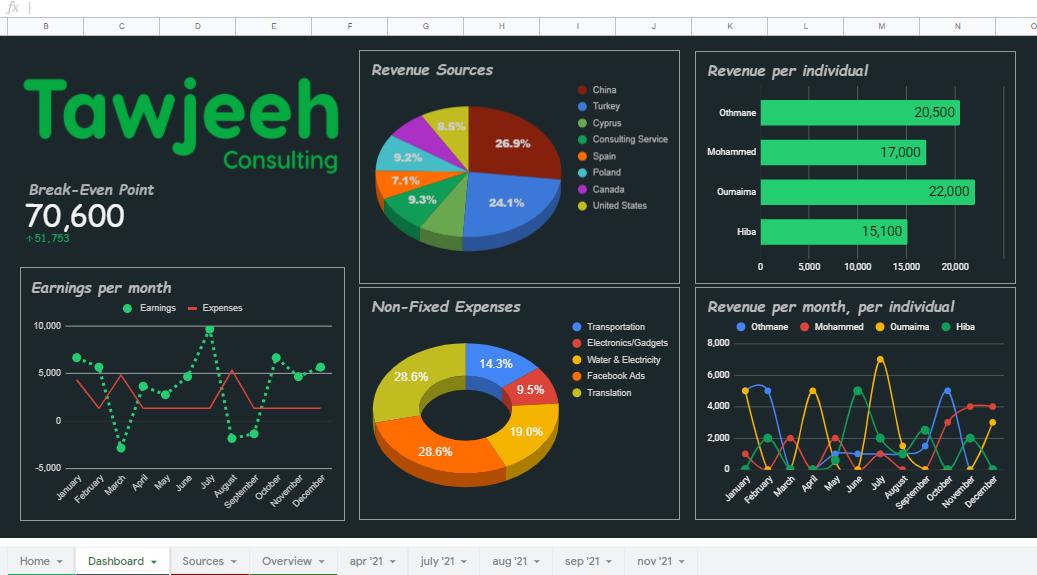 fx
B C D E F G H I J K L M N O
Tawjeeh
Consulting
Break-Even Point
70,600
↑51,753
Earnings per month
Earnings Expenses
10,000
5,000
0
-5,000
January February March April May June July August September October November December
Revenue Sources
China
Turkey
Cyprus
Consulting Service
Spain
Poland
Canada
United States
8.5%
26.9%
9.2%
7.1%
9.3%
24.1%
Non-Fixed Expenses
Transportation
Electronics/Gadgets
Water & Electricity
Facebook Ads
Translation
14.3%
28.6%
9.5%
19.0%
28.6%
Revenue per individual
Othmane 20,500
Mohammed 17,000
Oumaima 22,000
Hiba 15,100
0 5,000 10,000 15,000 20,000
Revenue per month, per individual
Othmane Mohammed Oumaima Hiba
8,000
6,000
4,000
2,000
0
January February March April May June July August September October November December
Home Dashboard Sources Overview apr '21 july '21 aug '21 sep '21 nov '21